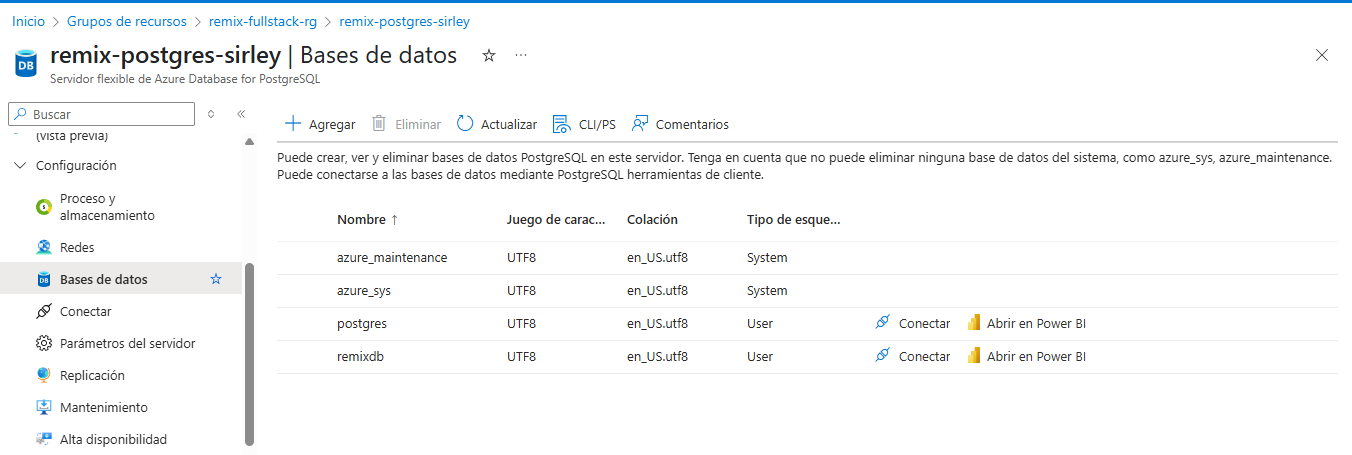 Inicio > Grupos de recursos > remix-fullstack-rg > remix-postgres-sirley
DB
remix-postgres-sirley | Bases de datos
Servidor flexible de Azure Database for PostgreSQL
Buscar
(vista previa)
Configuración
Proceso y
almacenamiento
Redes
Bases de datos
Conectar
Parámetros del servidor
Replicación
Mantenimiento
Alta disponibilidad
Agregar Eliminar Actualizar CLI/PS Comentarios
Puede crear, ver y eliminar bases de datos PostgreSQL en este servidor. Tenga en cuenta que no puede eliminar ninguna base de datos del sistema, como azure_sys, azure_maintenance.
Puede conectarse a las bases de datos mediante PostgreSQL herramientas de cliente.
Nombre ↑ Juego de carac... Colación Tipo de esque...
azure_maintenance UTF8 en_US.utf8 System
azure_sys UTF8 en_US.utf8 System
postgres UTF8 en_US.utf8 User Conectar Abrir en Power BI
remixdb UTF8 en_US.utf8 User Conectar Abrir en Power BI